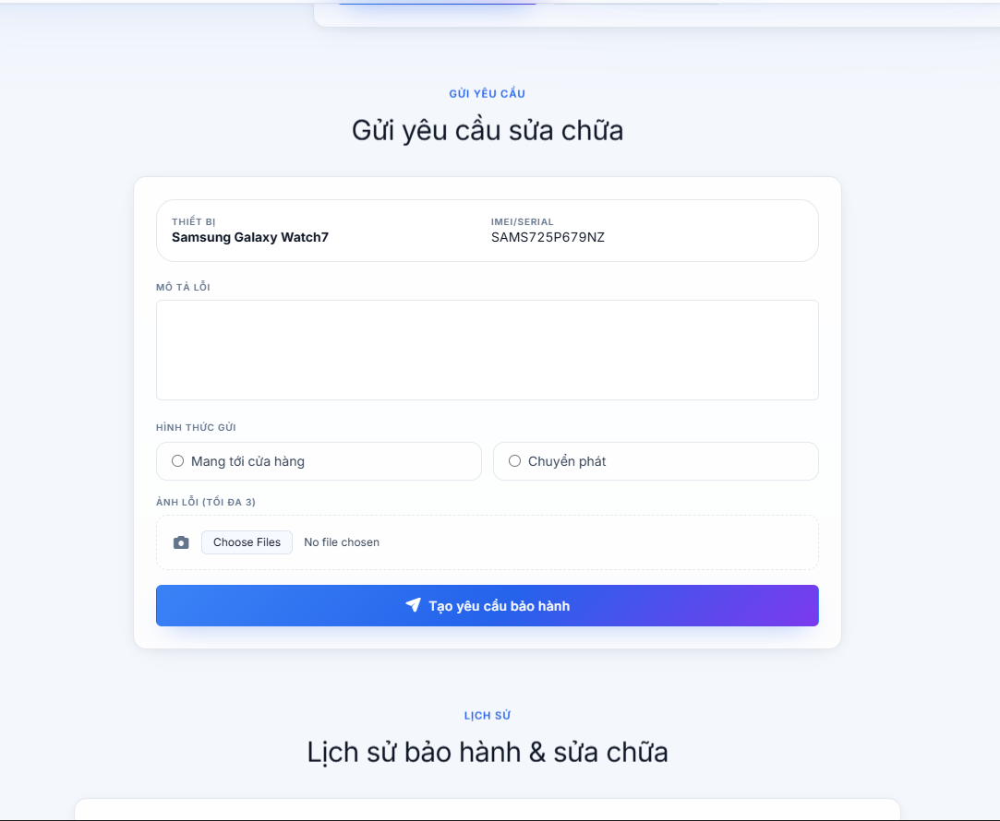 GỬI YÊU CẦU
Gửi yêu cầu sửa chữa
THIẾT BỊ
Samsung Galaxy Watch7
IMEI/SERIAL
SAMS725P679NZ
MÔ TẢ LỖI
HÌNH THỨC GỬI
Mang tới cửa hàng
Chuyển phát
ẢNH LỖI (TỐI ĐA 3)
Choose Files No file chosen
Tạo yêu cầu bảo hành
LỊCH SỬ
Lịch sử bảo hành & sửa chữa